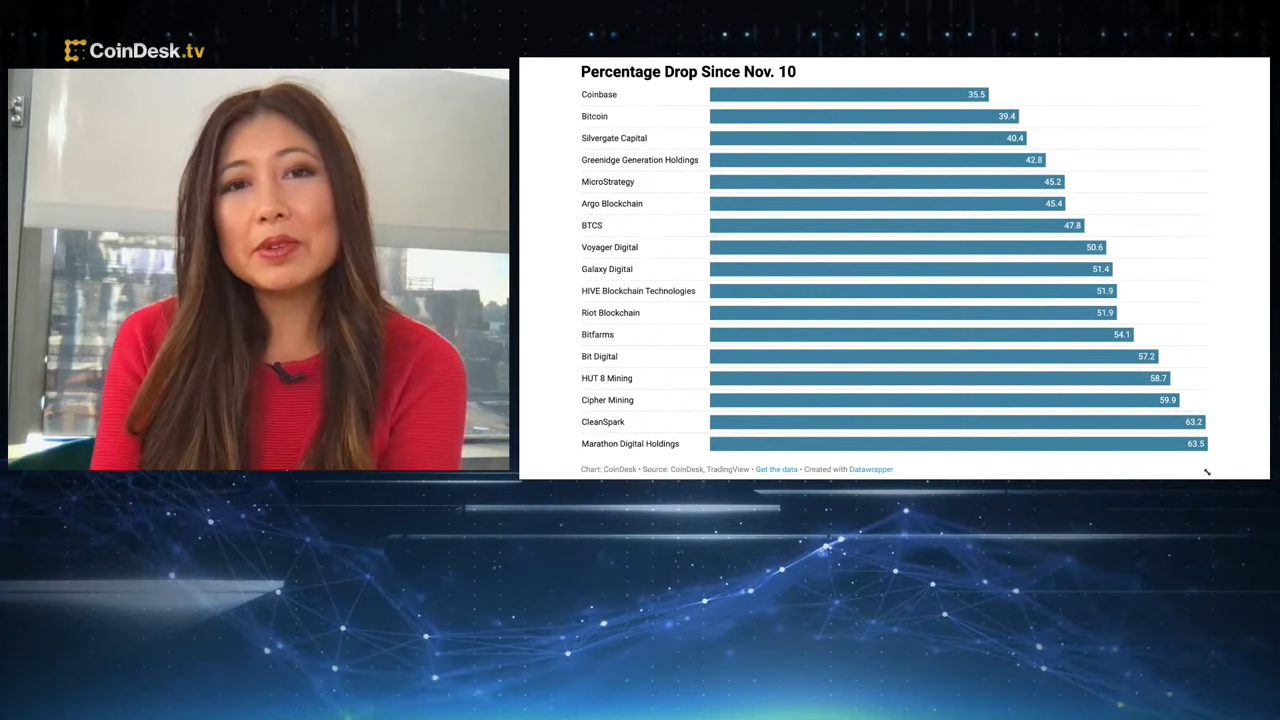 CoinDesk.tv
Percentage Drop Since Nov. 10
Coinbase 35.5
Bitcoin 39.4
Silvergate Capital 40.4
Greenidge Generation Holdings 42.8
MicroStrategy 45.2
Argo Blockchain 45.4
BTCS 47.8
Voyager Digital 50.6
Galaxy Digital 51.4
HIVE Blockchain Technologies 51.9
Riot Blockchain 51.9
Bitfarms 54.1
Bit Digital 57.2
HUT 8 Mining 58.7
Cipher Mining 59.9
CleanSpark 63.2
Marathon Digital Holdings 63.5
Chart: CoinDesk • Source: CoinDesk, TradingView • Get the data • Created with Datawrapper